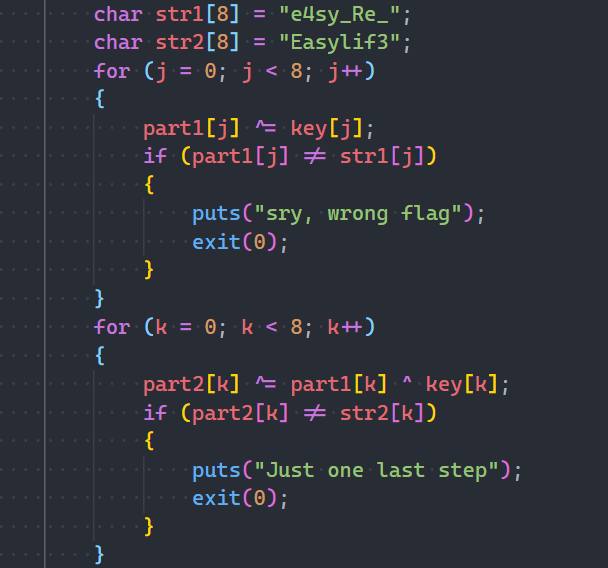 char str1[8] = "e4sy_Re_";
char str2[8] = "Easylif3";
for (j = 0; j < 8; j++)
{
part1[j] ^= key[j];
if (part1[j] != str1[j])
{
puts("sry, wrong flag");
exit(0);
}
}
for (k = 0; k < 8; k++)
{
part2[k] ^= part1[k] ^ key[k];
if (part2[k] != str2[k])
{
puts("Just one last step");
exit(0);
}
}